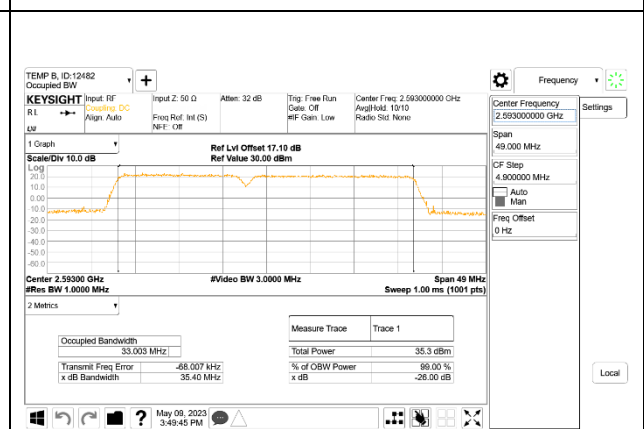 TEMP B, ID:12482
Occupied BW
+
Frequency
KEYSIGHT
Input: RF
Coupling: DC
Align: Auto
Input Z: 50 Ω
Freq Ref: Int (S)
NFE: Off
Atten: 32 dB
Trig: Free Run
Gate: Off
#IF Gain: Low
Center Freq: 2.593000000 GHz
Avg|Hold: 10/10
Radio Std: None
R L
1 Graph
Scale/Div 10.0 dB
Ref Lvl Offset 17.10 dB
Ref Value 30.00 dBm
Log
20.0
10.0
0.00
-10.0
-20.0
-30.0
-40.0
-50.0
-60.0
Center 2.59300 GHz
#Res BW 1.0000 MHz
#Video BW 3.0000 MHz
Span 49 MHz
Sweep 1.00 ms (1001 pts)
2 Metrics
Measure Trace
Trace 1
Occupied Bandwidth
33.003 MHz
Total Power
35.3 dBm
Transmit Freq Error
-68.007 kHz
% of OBW Power
99.00 %
x dB Bandwidth
35.40 MHz
x dB
-26.00 dB
Center Frequency
2.593000000 GHz
Settings
Span
49.000 MHz
CF Step
4.900000 MHz
Auto
Man
Freq Offset
0 Hz
Local
?
May 09, 2023
3:49:45 PM